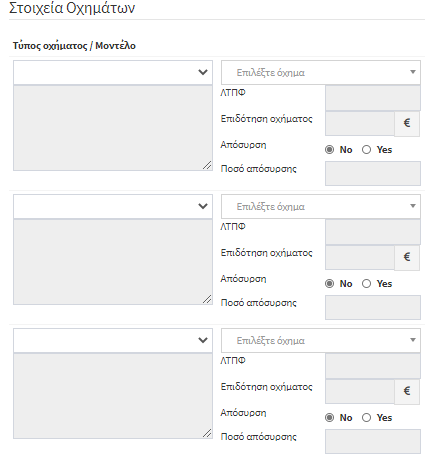 Στοιχεία Οχημάτων
Τύπος οχήματος / Μοντέλο
Επιλέξτε όχημα
ΛΤΠΦ
Επιδότηση οχήματος €
Απόσυρση No Yes
Ποσό απόσυρσης
Επιλέξτε όχημα
ΛΤΠΦ
Επιδότηση οχήματος €
Απόσυρση No Yes
Ποσό απόσυρσης
Επιλέξτε όχημα
ΛΤΠΦ
Επιδότηση οχήματος €
Απόσυρση No Yes
Ποσό απόσυρσης